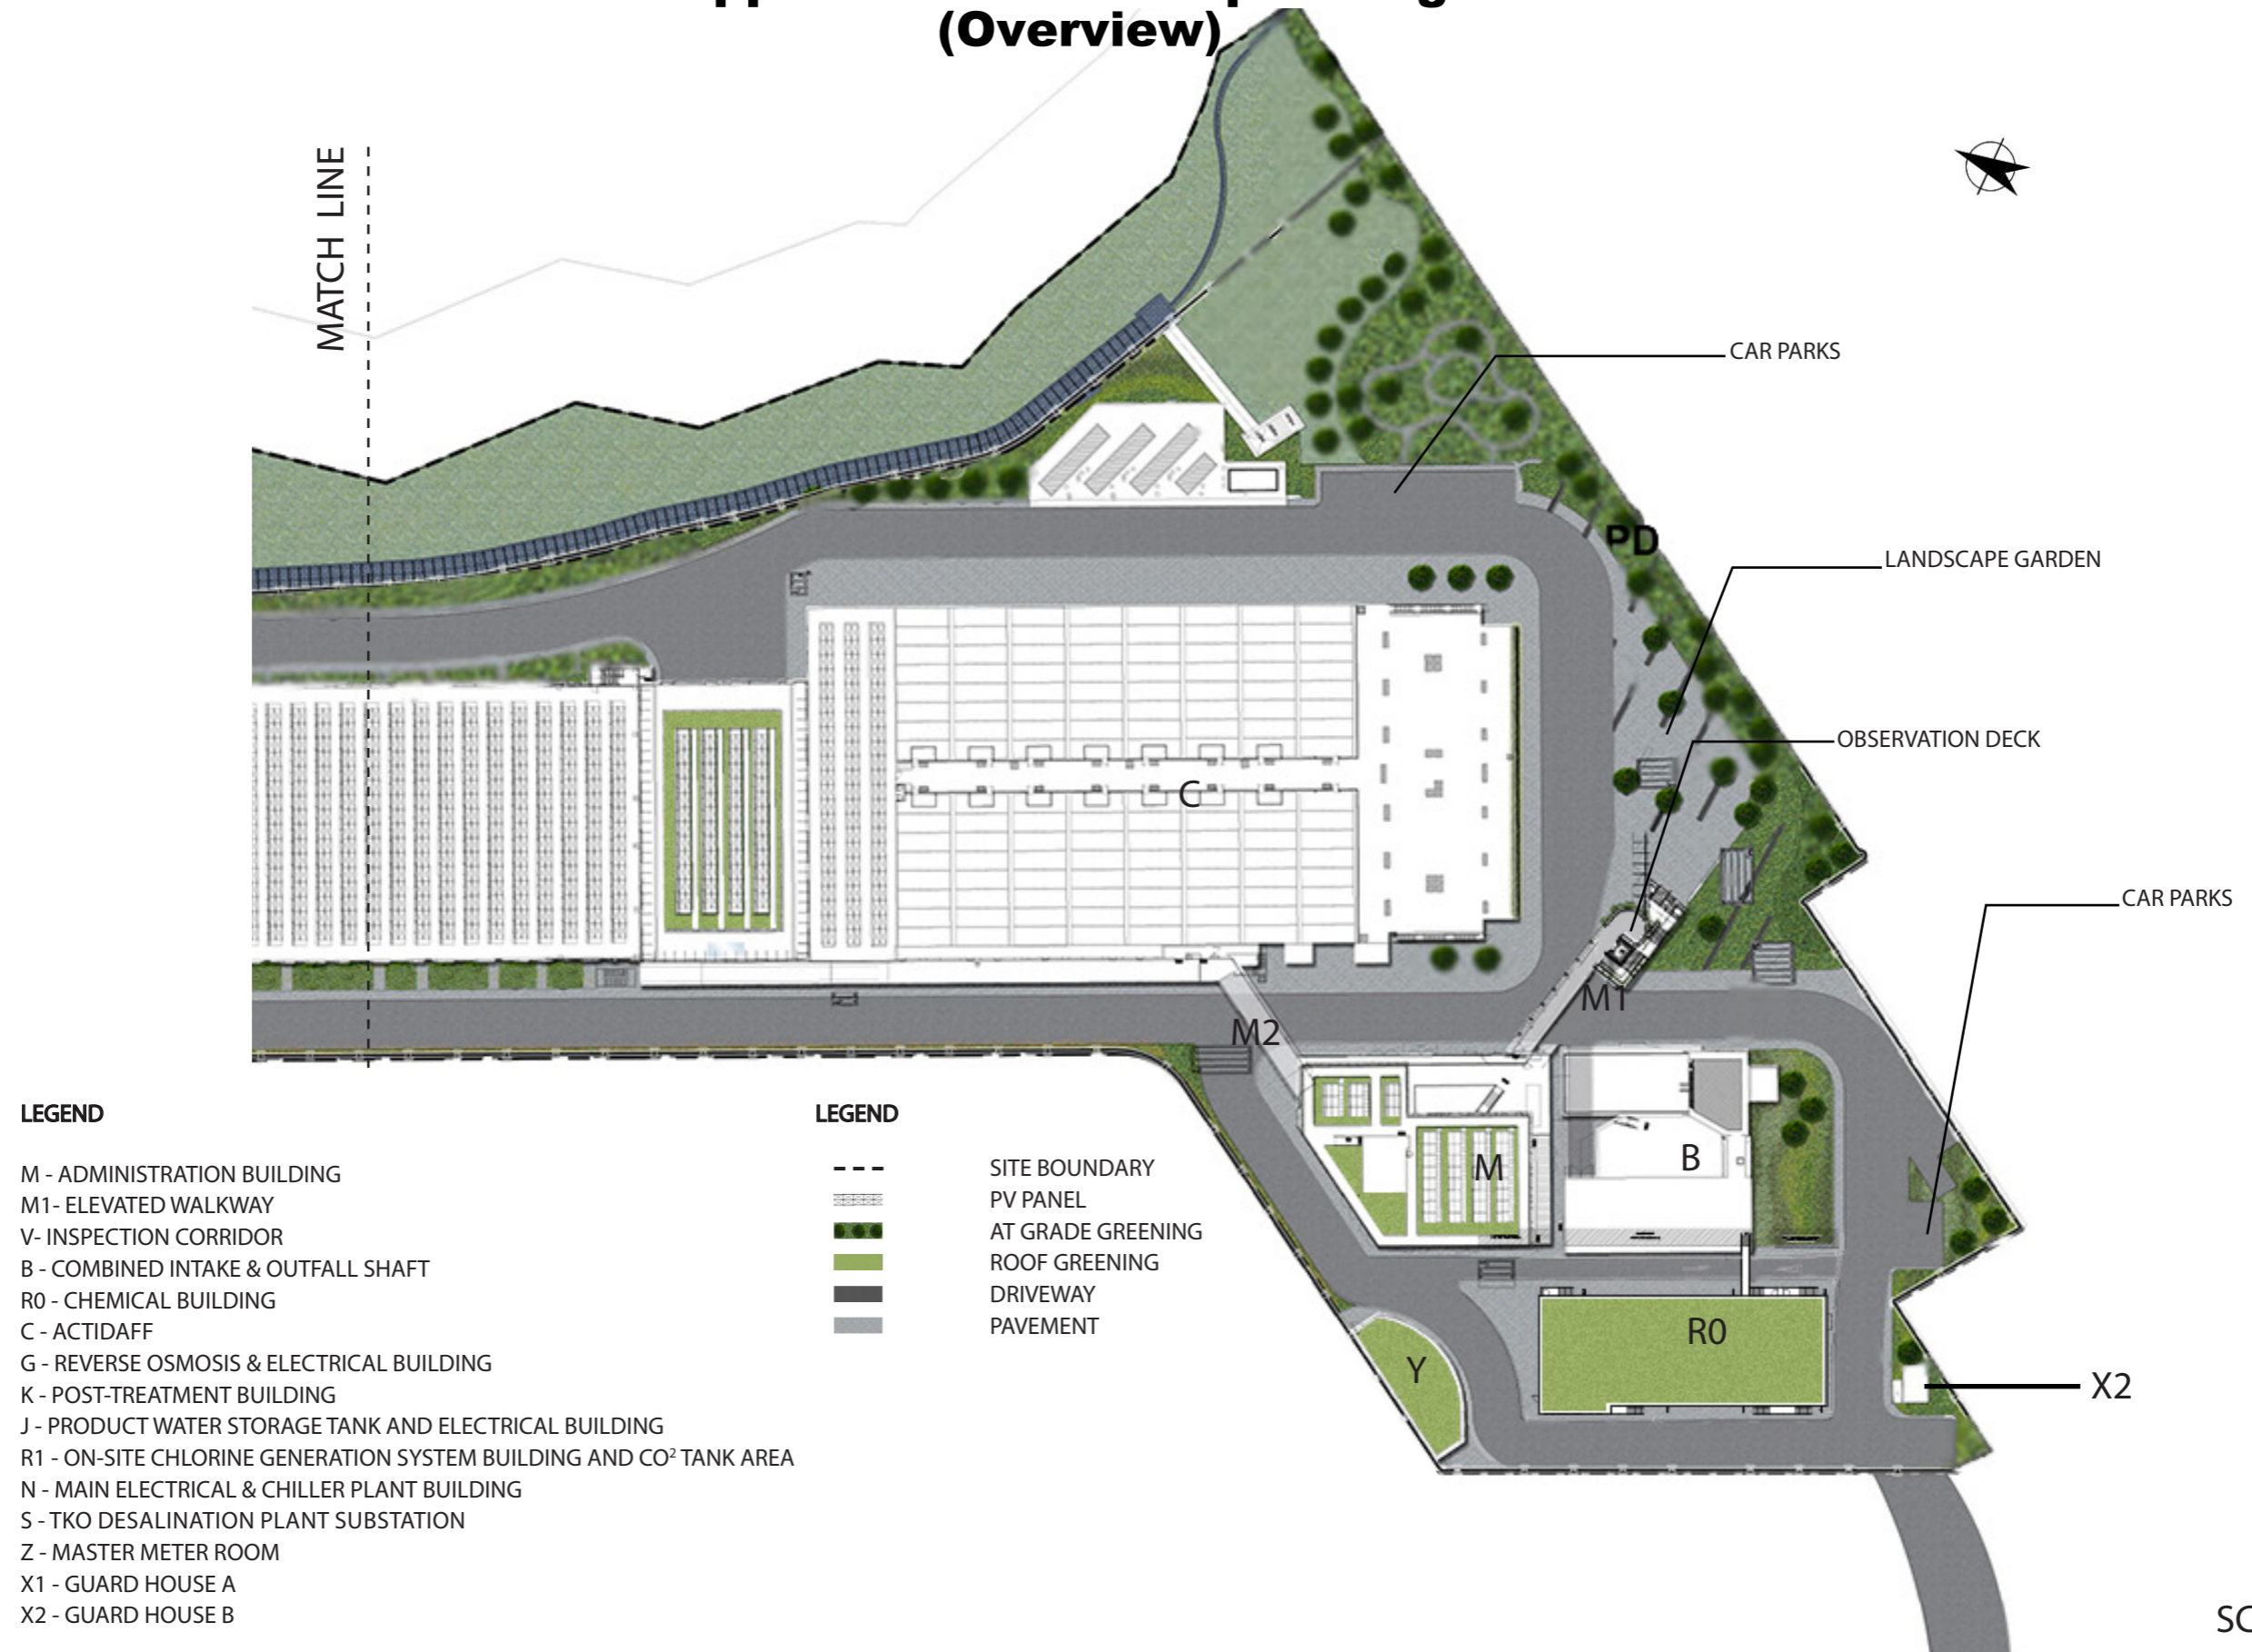 (Overview)
MATCH LINE
CAR PARKS
PD
LANDSCAPE GARDEN
OBSERVATION DECK
C
CAR PARKS
M1
M2
B
M
R0
Y
X2
LEGEND
M - ADMINISTRATION BUILDING
M1- ELEVATED WALKWAY
V- INSPECTION CORRIDOR
B - COMBINED INTAKE & OUTFALL SHAFT
R0 - CHEMICAL BUILDING
C - ACTIDAFF
G - REVERSE OSMOSIS & ELECTRICAL BUILDING
K - POST-TREATMENT BUILDING
J - PRODUCT WATER STORAGE TANK AND ELECTRICAL BUILDING
R1 - ON-SITE CHLORINE GENERATION SYSTEM BUILDING AND CO² TANK AREA
N - MAIN ELECTRICAL & CHILLER PLANT BUILDING
S - TKO DESALINATION PLANT SUBSTATION
Z - MASTER METER ROOM
X1 - GUARD HOUSE A
X2 - GUARD HOUSE B
LEGEND
SITE BOUNDARY
PV PANEL
AT GRADE GREENING
ROOF GREENING
DRIVEWAY
PAVEMENT